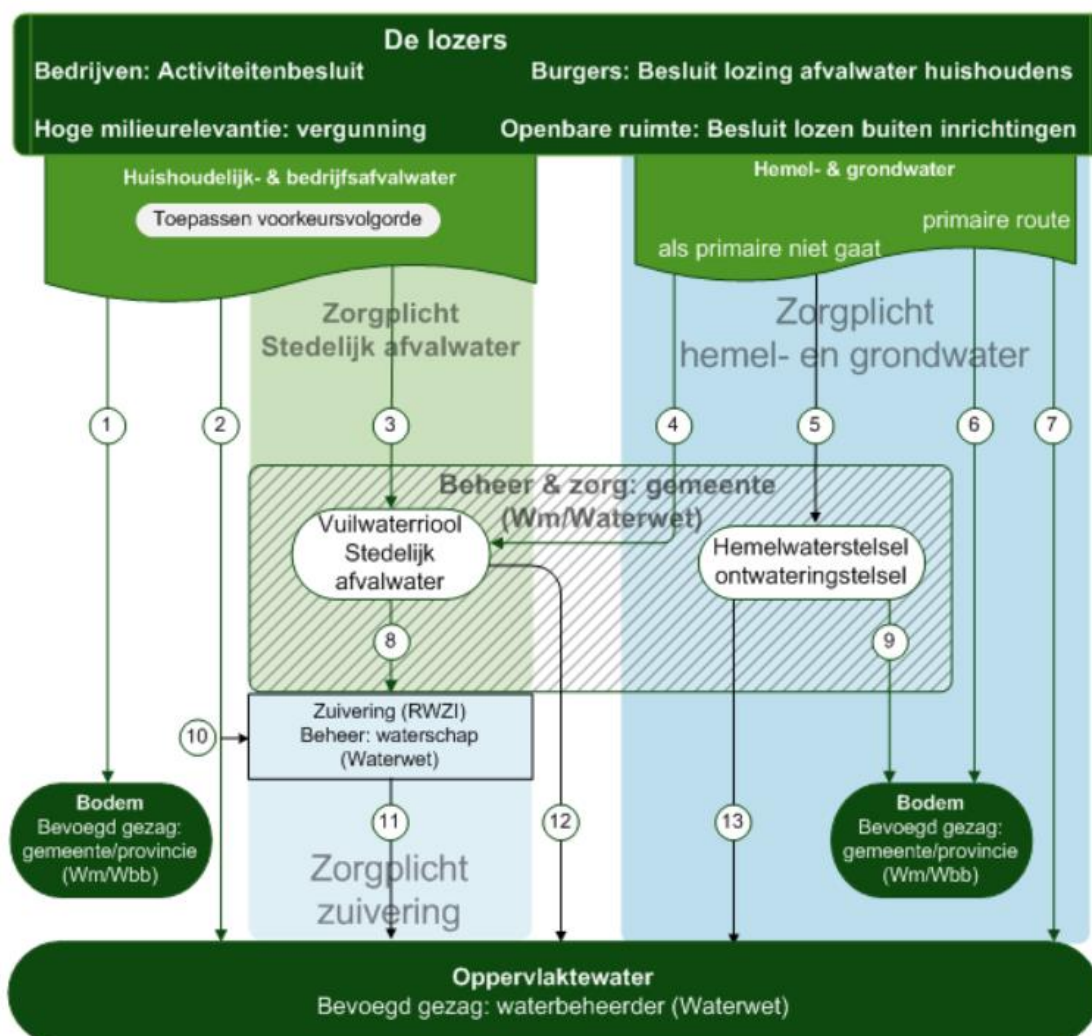 De lozers
Bedrijven: Activiteitenbesluit
Burgers: Besluit lozing afvalwater huishoudens
Hoge milieurelevantie: vergunning
Openbare ruimte: Besluit lozen buiten inrichtingen
Huishoudelijk- & bedrijfsafvalwater
Toepassen voorkeursvolgorde
Hemel- & grondwater
primaire route
als primaire niet gaat
Zorgplicht
Stedelijk afvalwater
Zorgplicht
hemel- en grondwater
1
2
3
4
5
6
7
Beheer & zorg: gemeente
(Wm/Waterwet)
Vuilwaterriool
Stedelijk
afvalwater
Hemelwaterstelsel
ontwateringstelsel
8
9
Zuivering (RWZI)
Beheer: waterschap
(Waterwet)
10
Bodem
Bevoegd gezag:
gemeente/provincie
(Wm/Wbb)
11
12
13
Bodem
Bevoegd gezag:
gemeente/provincie
(Wm/Wbb)
Zorgplicht
zuivering
Oppervlaktewater
Bevoegd gezag: waterbeheerder (Waterwet)